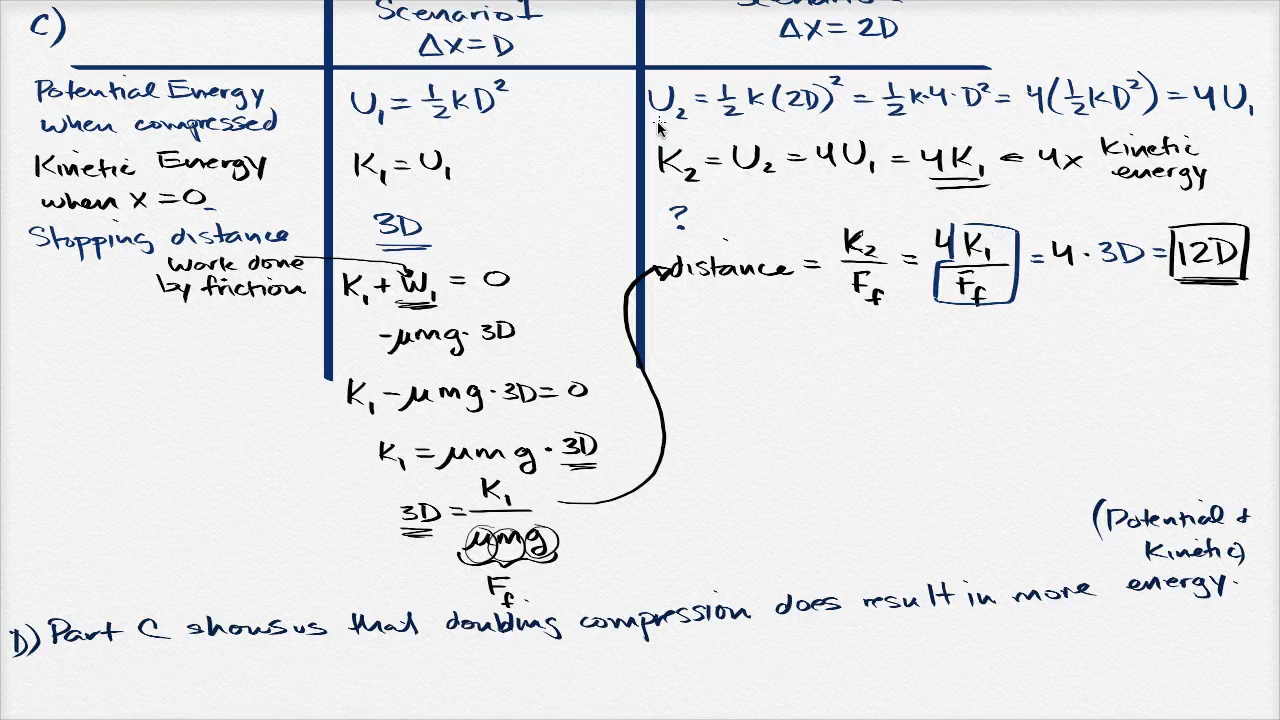 C)
Scenario 1
Δx = D
Δx = 2D
Potential Energy
when compressed
U₁ = ½kD²
U₂ = ½k(2D)² = ½k·4·D² = 4(½kD²) = 4U₁
Kinetic Energy
when x = 0
K₁ = U₁
K₂ = U₂ = 4U₁ = 4K₁ ← 4x kinetic
energy
Stopping distance
3D
?
work done
by friction
K₁ + W₁ = 0
distance = K₂/F_f = 4K₁/F_f = 4·3D = 12D
-μmg·3D
K₁ - μmg·3D = 0
K₁ = μmg·3D
3D = K₁/μmg
F_f
(Potential +
Kinetic)
D) Part C shows us that doubling compression does result in more energy.